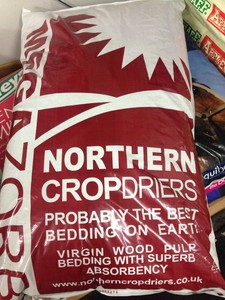 MEGAZORB
NORTHERN
CROPDRIERS
PROBABLY THE BEST
BEDDING ON EARTH
VIRGIN WOOD PULP
BEDDING WITH SUPERB
ABSORBENCY
www.northerncropdriers.co.uk